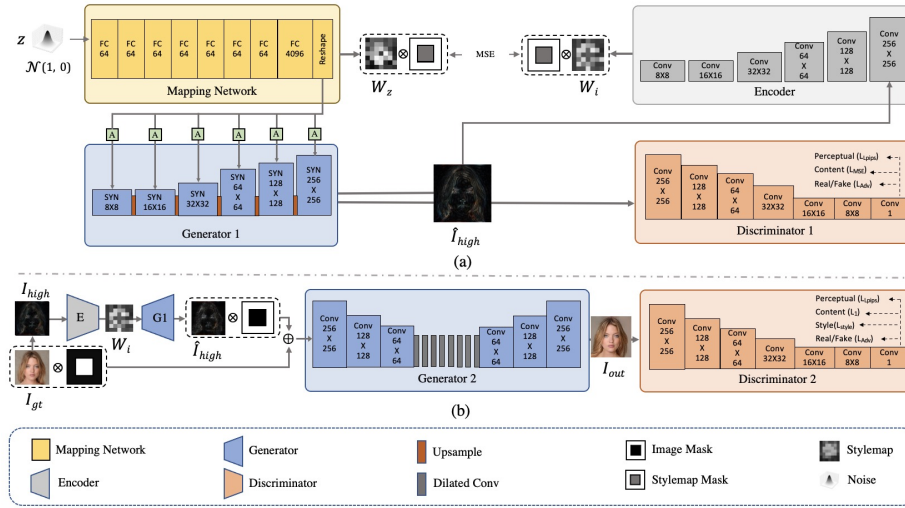 z
𝒩(1, 0)
FC 64
FC 64
FC 64
FC 64
FC 64
FC 64
FC 64
FC 4096
Reshape
Mapping Network
W_z
MSE
W_i
Conv 8X8
Conv 16X16
Conv 32X32
Conv 64 X 64
Conv 128 X 128
Conv 256 X 256
Encoder
A
A
A
A
A
A
SYN 8X8
SYN 16X16
SYN 32X32
SYN 64 X 64
SYN 128 X 128
SYN 256 X 256
Generator 1
Î_high
Conv 256 X 256
Conv 128 X 128
Conv 64 X 64
Conv 32X32
Conv 16X16
Conv 8X8
Conv 1
Perceptual (L_Lpips)
Content (L_MSE)
Real/Fake (L_Adv)
Discriminator 1
(a)
I_high
E
W_i
G1
Î_high
I_gt
Conv 256 X 256
Conv 128 X 128
Conv 64 X 64
Conv 64 X 64
Conv 128 X 128
Conv 256 X 256
Generator 2
I_out
Conv 256 X 256
Conv 128 X 128
Conv 64 X 64
Conv 32X32
Conv 16X16
Conv 8X8
Conv 1
Perceptual (L_Lpips)
Content (L_1)
Style(L_style)
Real/Fake (L_Adv)
Discriminator 2
(b)
Mapping Network
Generator
Upsample
Image Mask
Stylemap
Encoder
Discriminator
Dilated Conv
Stylemap Mask
Noise